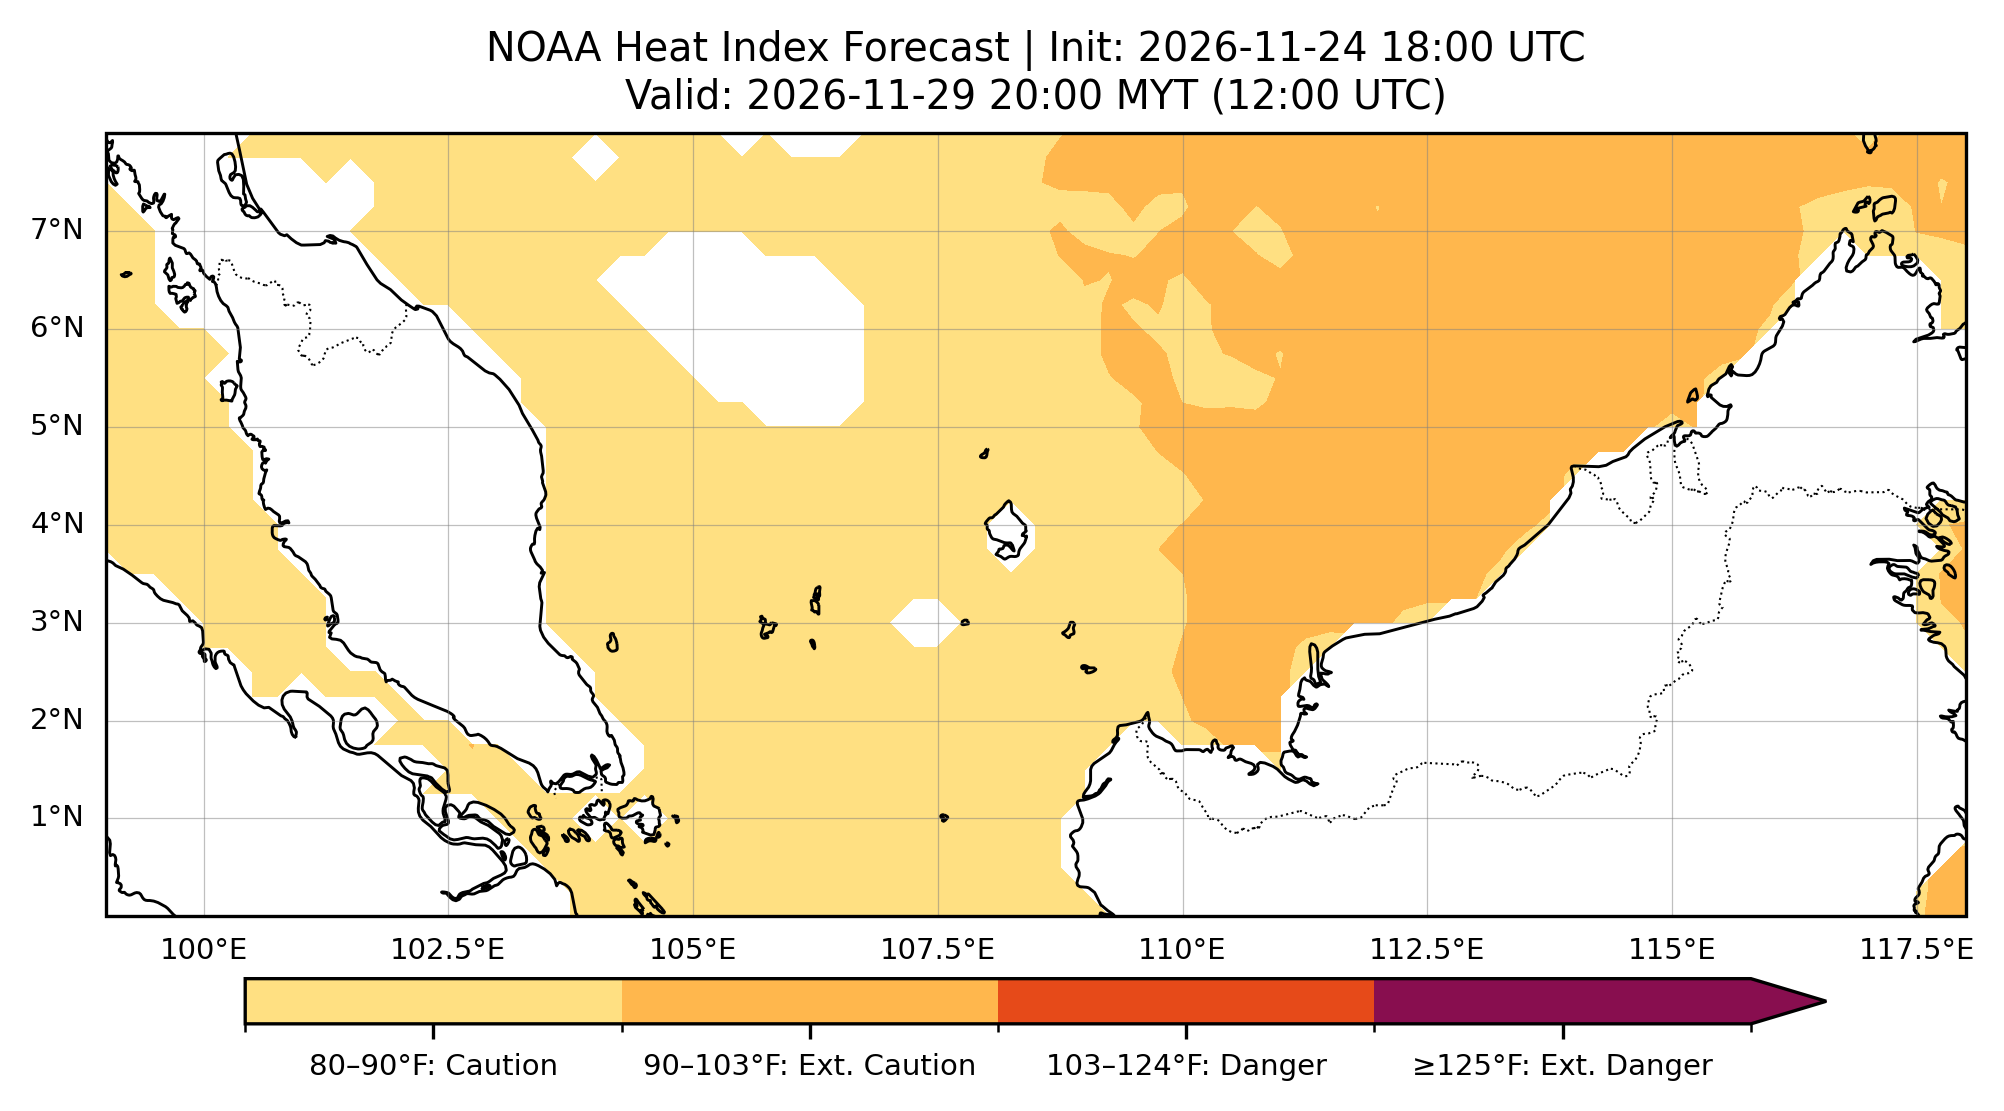 NOAA Heat Index Forecast | Init: 2026-11-24 18:00 UTC
Valid: 2026-11-29 20:00 MYT (12:00 UTC)
7°N
6°N
5°N
4°N
3°N
2°N
1°N
100°E 102.5°E 105°E 107.5°E 110°E 112.5°E 115°E 117.5°E
80–90°F: Caution 90–103°F: Ext. Caution 103–124°F: Danger ≥125°F: Ext. Danger